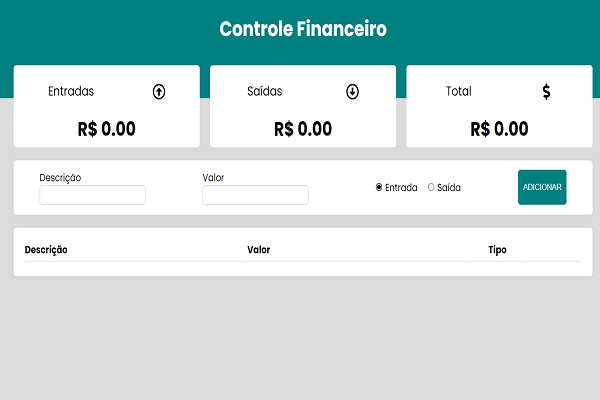 Controle Financeiro
Entradas
R$ 0.00
Saídas
R$ 0.00
Total
$
R$ 0.00
Descrição
Valor
Entrada
Saída
ADICIONAR
Descrição Valor Tipo